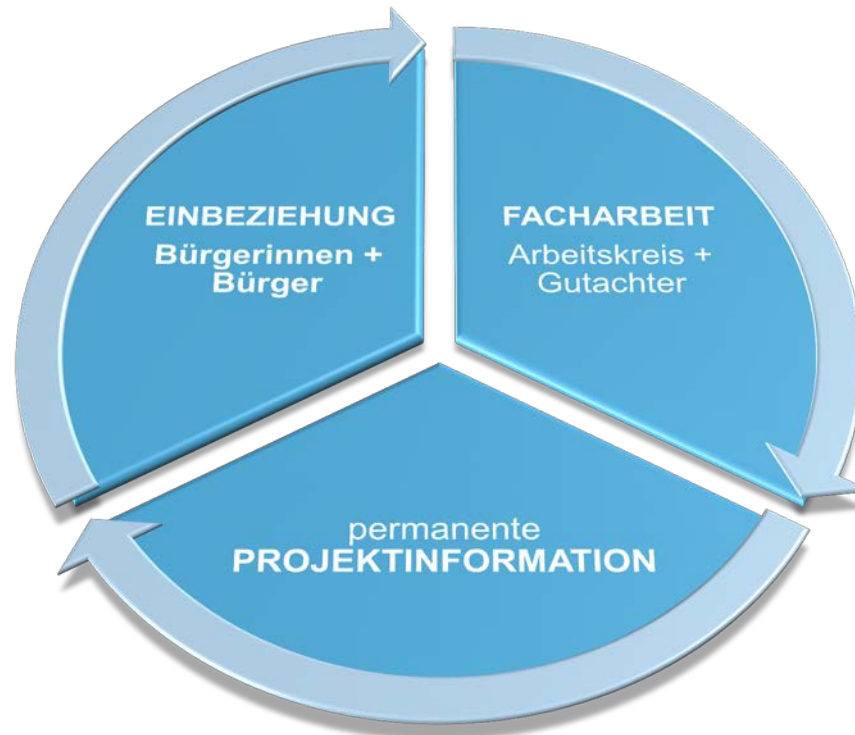 EINBEZIEHUNG
Bürgerinnen +
Bürger
FACHARBEIT
Arbeitskreis +
Gutachter
permanente
PROJEKTINFORMATION